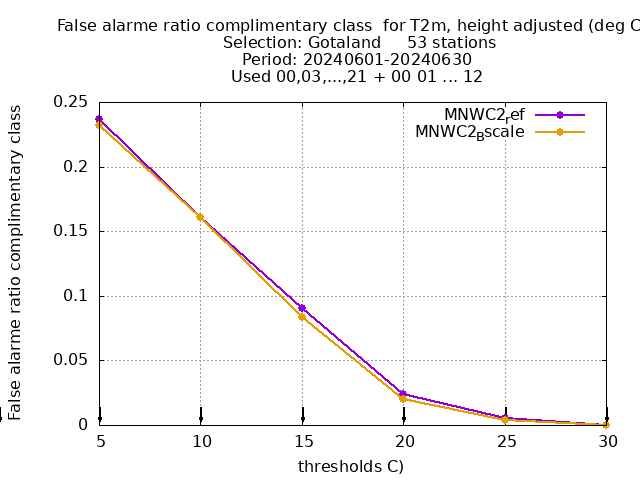 False alarme ratio complimentary class for T2m, height adjusted (deg C
Selection: Gotaland 53 stations
Period: 20240601-20240630
Used 00,03,...,21 + 00 01 ... 12
MNWC2ref
MNWC2Bscale
False alarme ratio complimentary class
0.25
0.2
0.15
0.1
0.05
0
5 10 15 20 25 30
thresholds C)